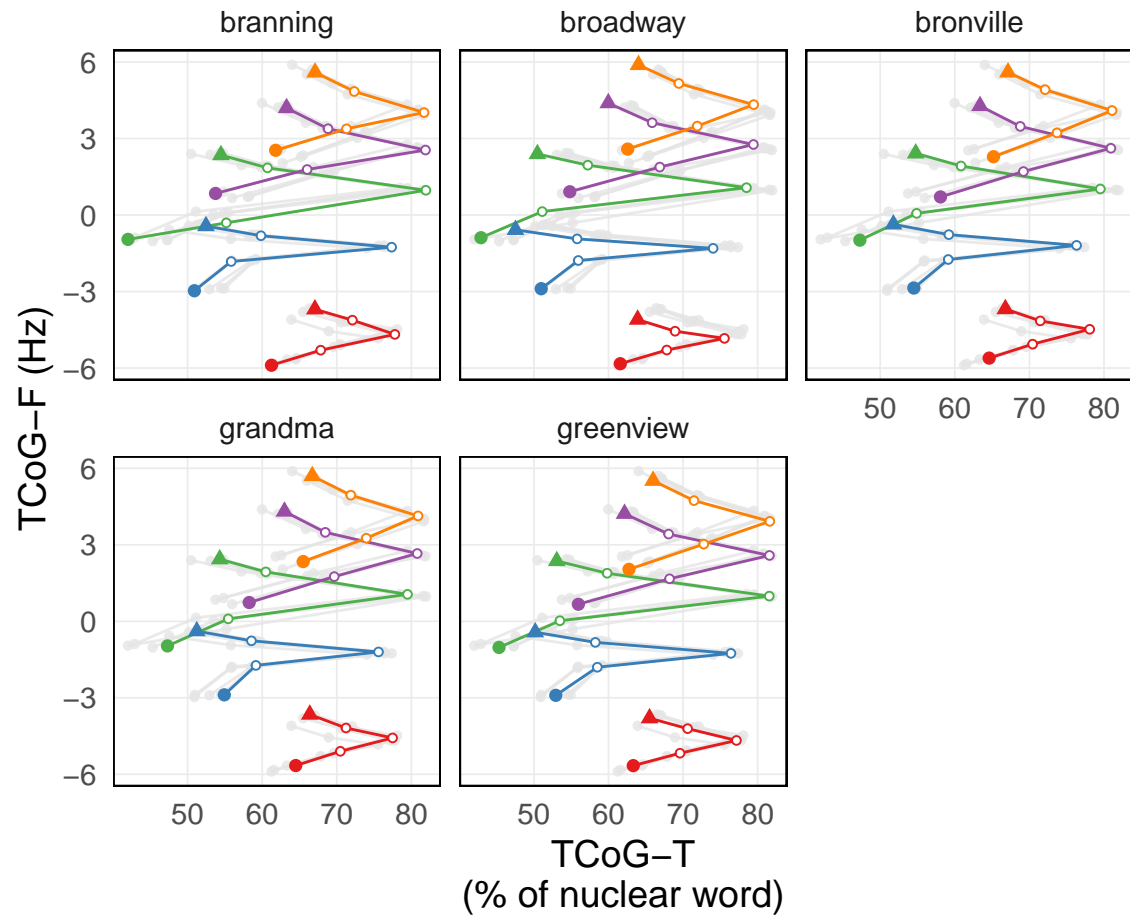 branning
broadway
bronville
6
3
0
−3
−6
50
60
70
80
grandma
greenview
6
3
0
−3
−6
50
60
70
80
50
60
70
80
TCoG−F (Hz)
TCoG−T
(% of nuclear word)